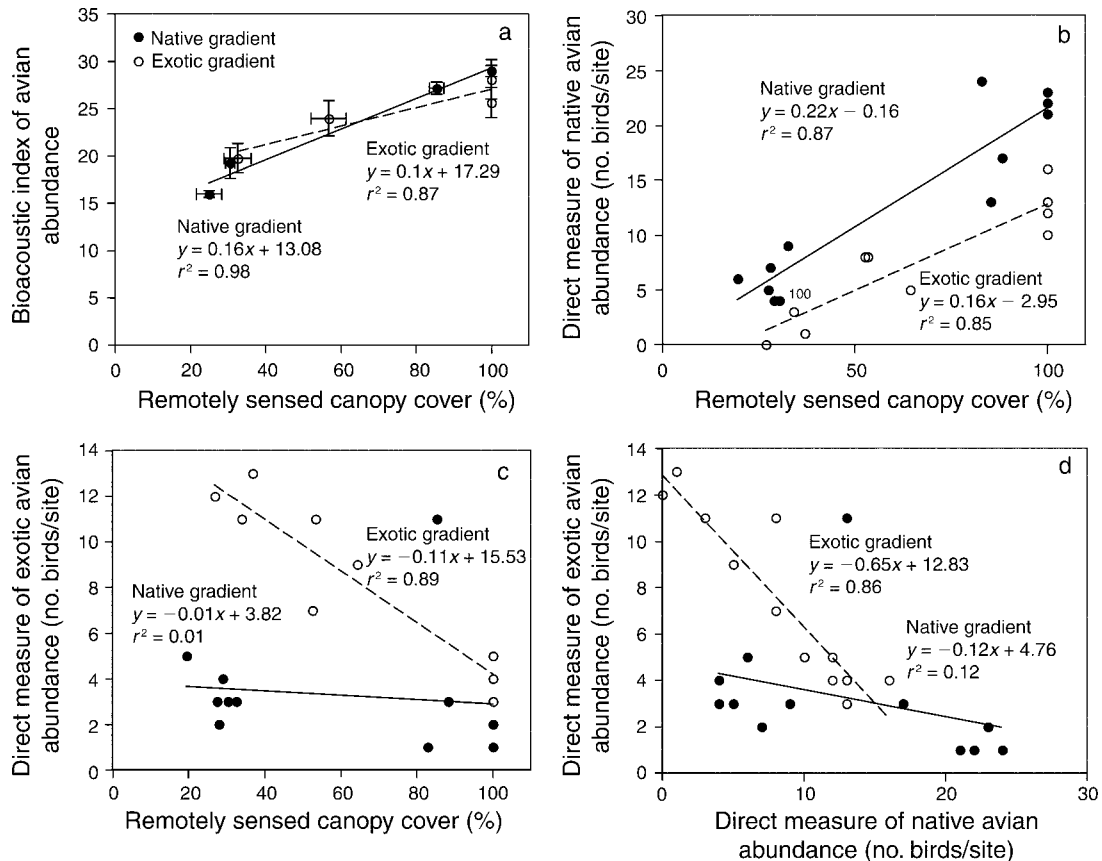 a
Native gradient
Exotic gradient
Bioacoustic index of avian
abundance
35
30
25
20
15
10
5
0
Exotic gradient
y = 0.1x + 17.29
r² = 0.87
Native gradient
y = 0.16x + 13.08
r² = 0.98
0 20 40 60 80 100
Remotely sensed canopy cover (%)
b
Direct measure of native avian
abundance (no. birds/site)
30
25
20
15
10
5
0
Native gradient
y = 0.22x − 0.16
r² = 0.87
100
Exotic gradient
y = 0.16x − 2.95
r² = 0.85
0 50 100
Remotely sensed canopy cover (%)
c
Direct measure of exotic avian
abundance (no. birds/site)
14
12
10
8
6
4
2
0
Exotic gradient
y = −0.11x + 15.53
r² = 0.89
Native gradient
y = −0.01x + 3.82
r² = 0.01
0 20 40 60 80 100
Remotely sensed canopy cover (%)
d
Direct measure of exotic avian
abundance (no. birds/site)
14
12
10
8
6
4
2
0
Exotic gradient
y = −0.65x + 12.83
r² = 0.86
Native gradient
y = −0.12x + 4.76
r² = 0.12
0 10 20 30
Direct measure of native avian
abundance (no. birds/site)